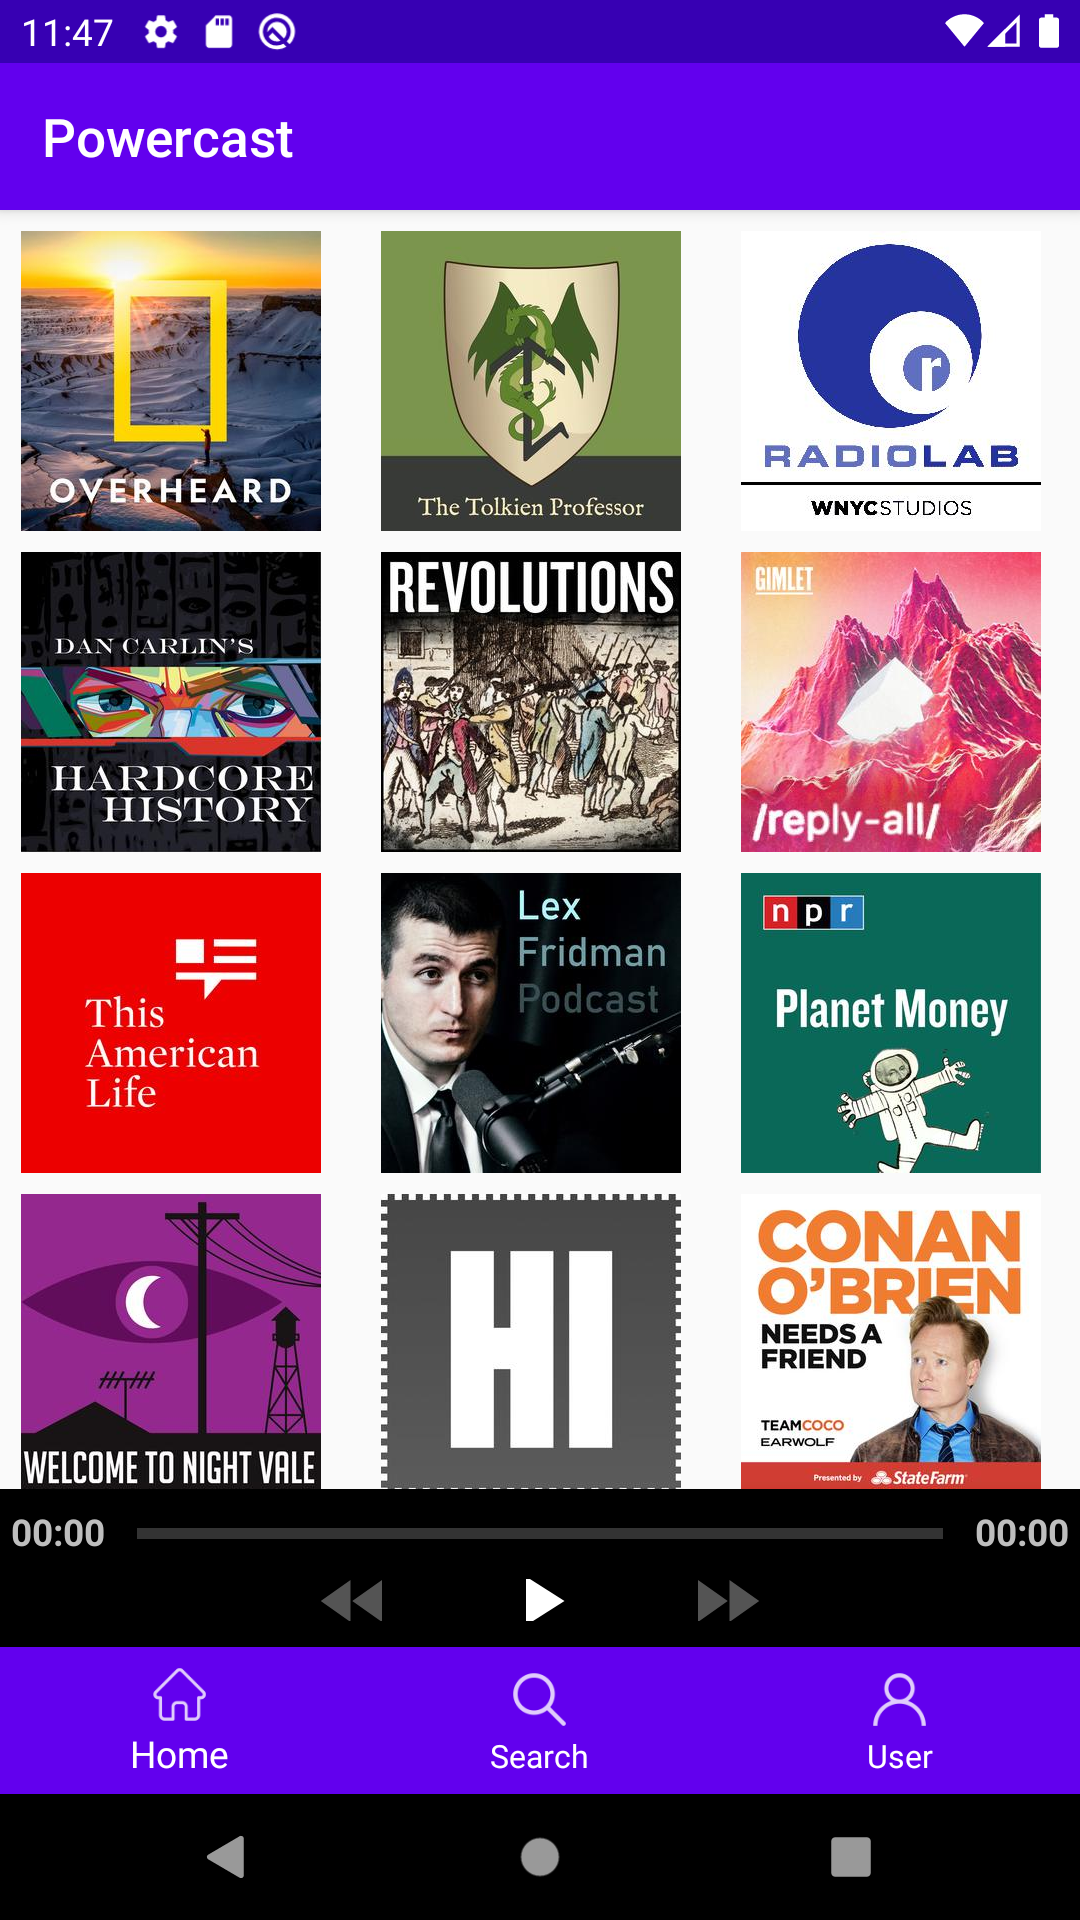 11:47
Powercast
OVERHEARD
The Tolkien Professor
r
RADIOLAB
WNYCSTUDIOS
DAN CARLIN'S
HARDCORE
HISTORY
REVOLUTIONS
GIMLET
/reply-all/
This
American
Life
Lex
Fridman
Podcast
npr
Planet Money
WELCOME TO NIGHT VALE
HI
CONAN
O'BRIEN
NEEDS A
FRIEND
TEAMCOCO
EARWOLF
Presented by StateFarm
00:00
00:00
Home
Search
User